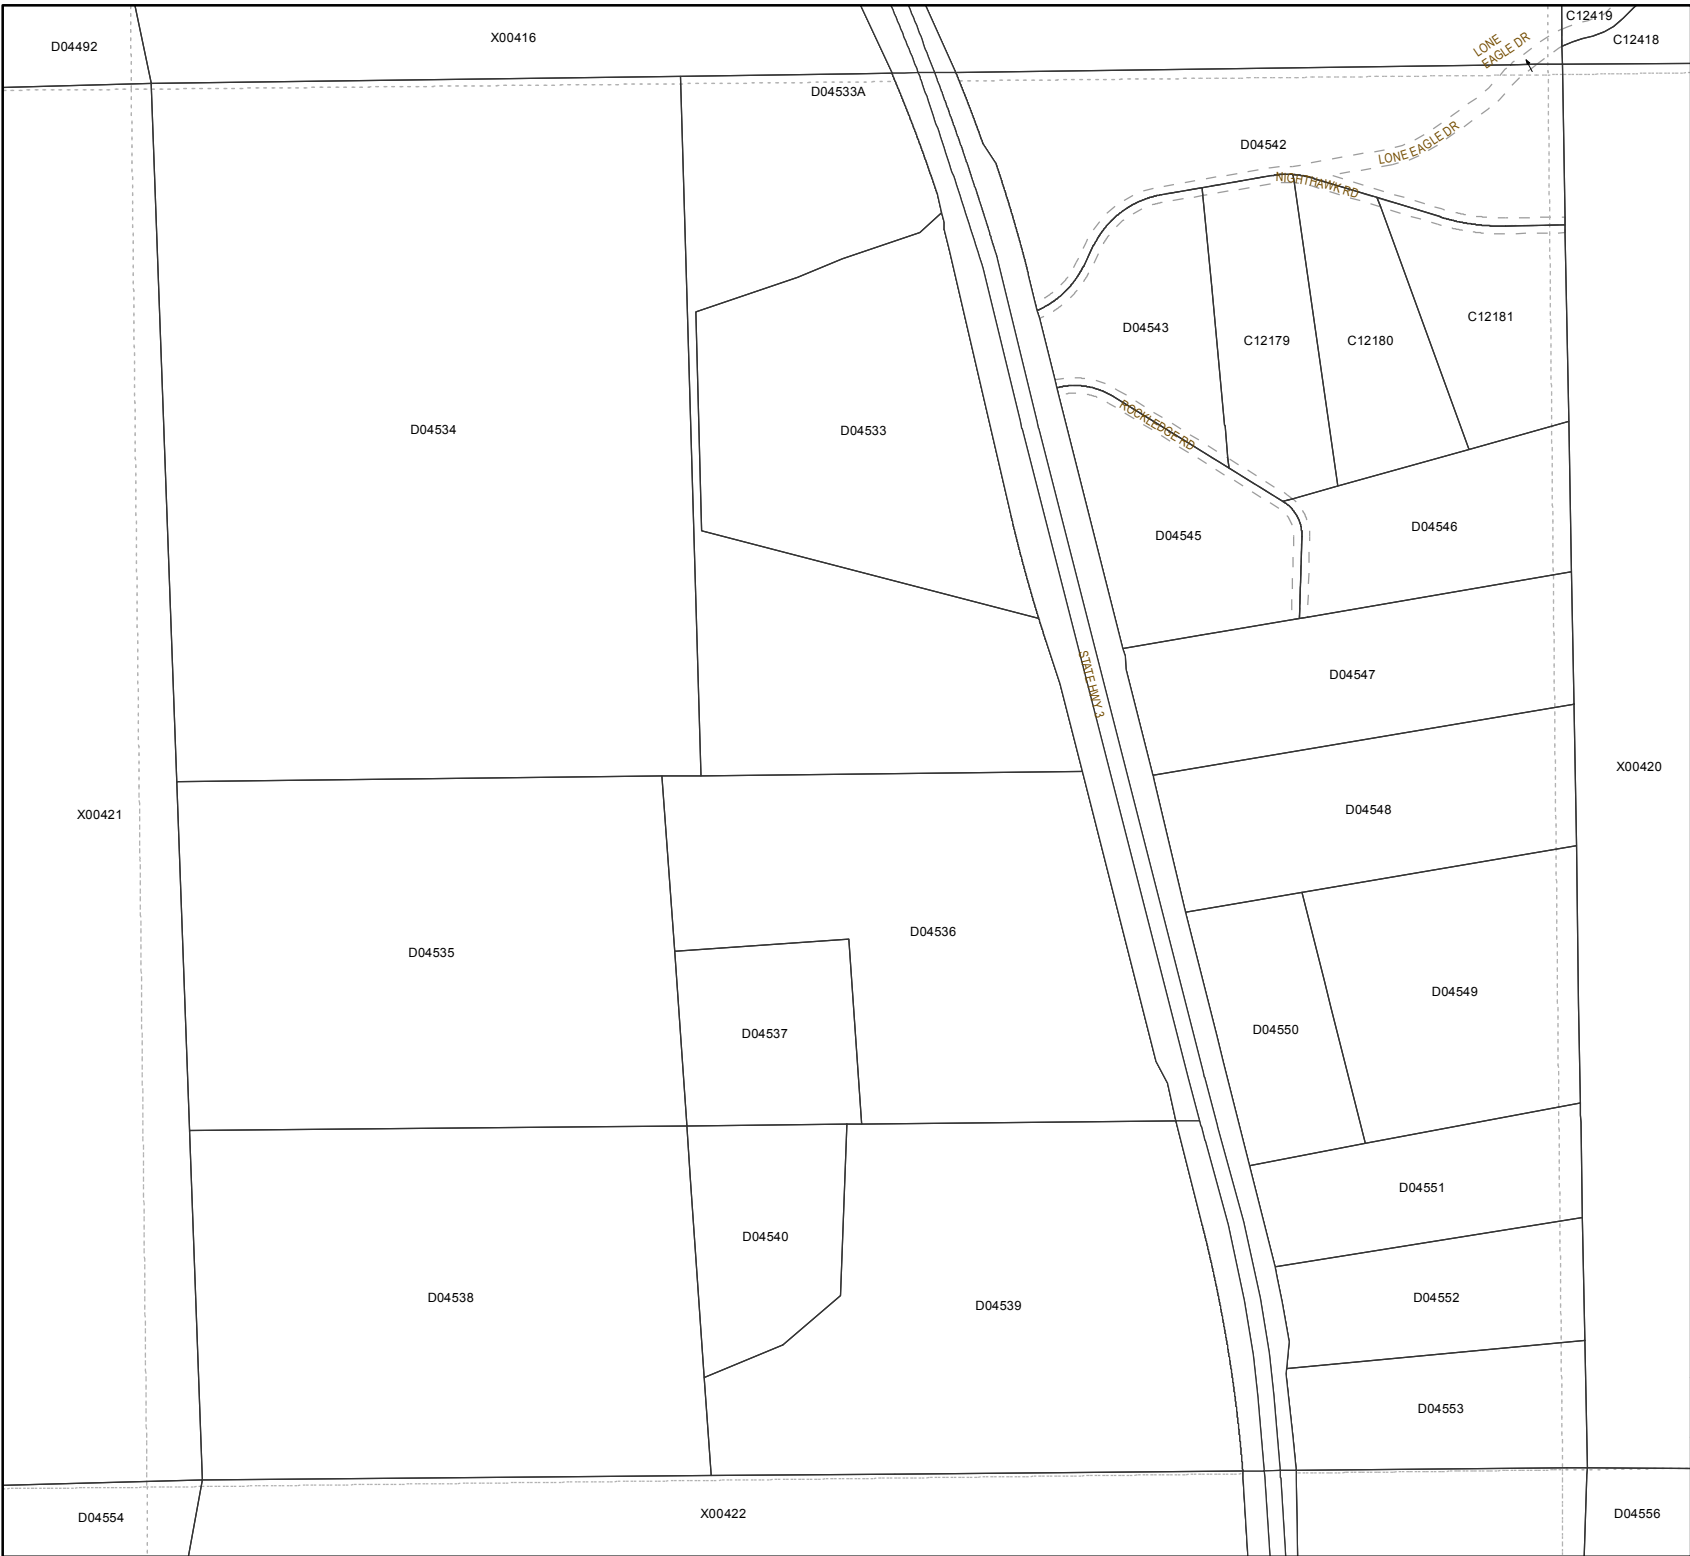 C12419
D04492
X00416
C12418
LONE
EAGLE DR
D04533A
LONE EAGLE DR
D04542
NIGHTHAWK RD
C12181
D04543
C12179
C12180
ROCKLEDGE RD
D04534
D04533
D04546
D04545
STATE HWY 3
D04547
X00420
D04548
X00421
D04536
D04535
D04549
D04550
D04537
D04551
D04540
D04538
D04552
D04539
D04553
D04554
X00422
D04556